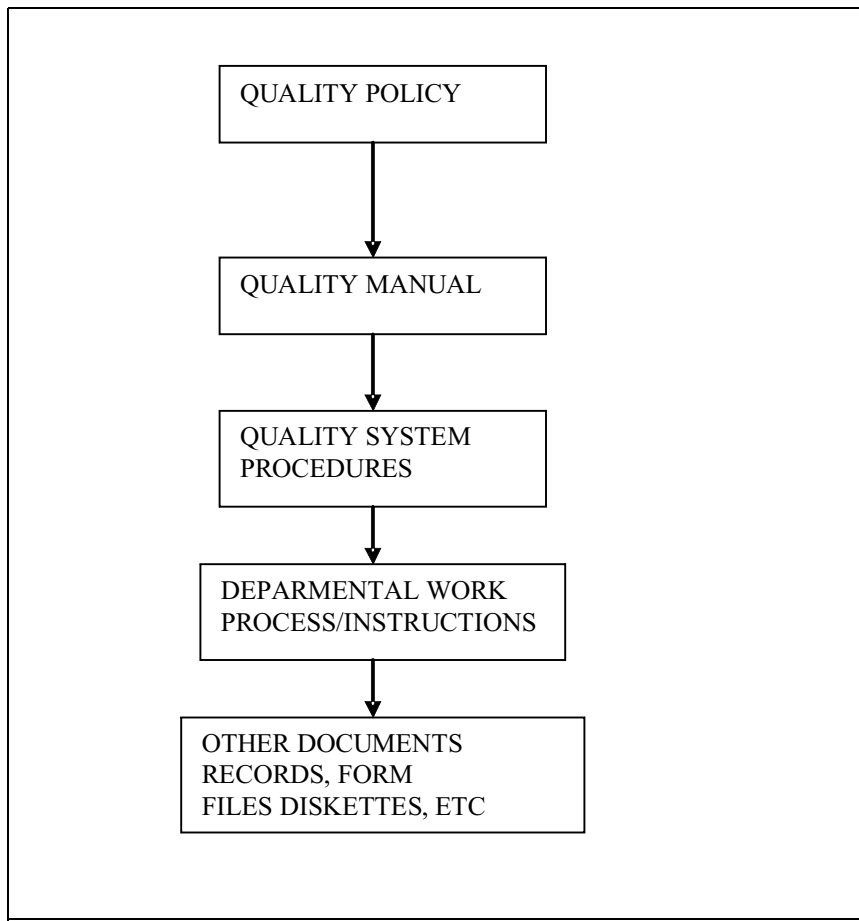 QUALITY POLICY
QUALITY MANUAL
QUALITY SYSTEM
PROCEDURES
DEPARMENTAL WORK
PROCESS/INSTRUCTIONS
OTHER DOCUMENTS
RECORDS, FORM
FILES DISKETTES, ETC